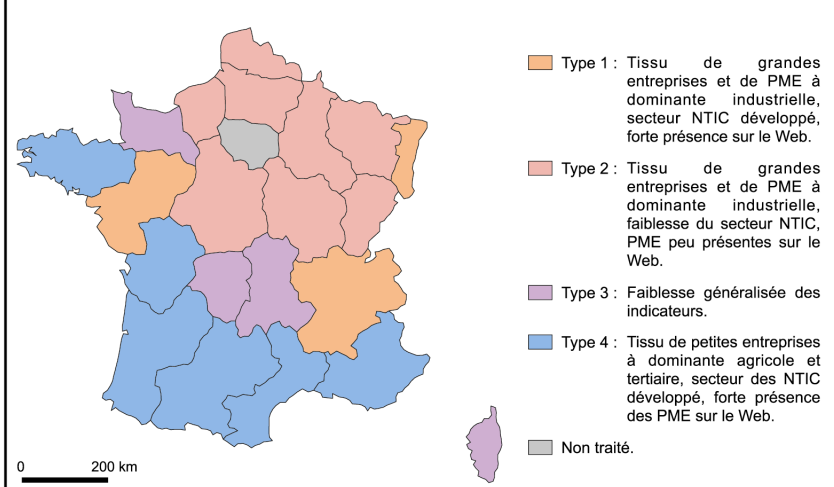 Type 1 : Tissu de grandes
entreprises et de PME à
dominante industrielle,
secteur NTIC développé,
forte présence sur le Web.
Type 2 : Tissu de grandes
entreprises et de PME à
dominante industrielle,
faiblesse du secteur NTIC,
PME peu présentes sur le
Web.
Type 3 : Faiblesse généralisée des
indicateurs.
Type 4 : Tissu de petites entreprises
à dominante agricole et
tertiaire, secteur des NTIC
développé, forte présence
des PME sur le Web.
Non traité.
0 200 km